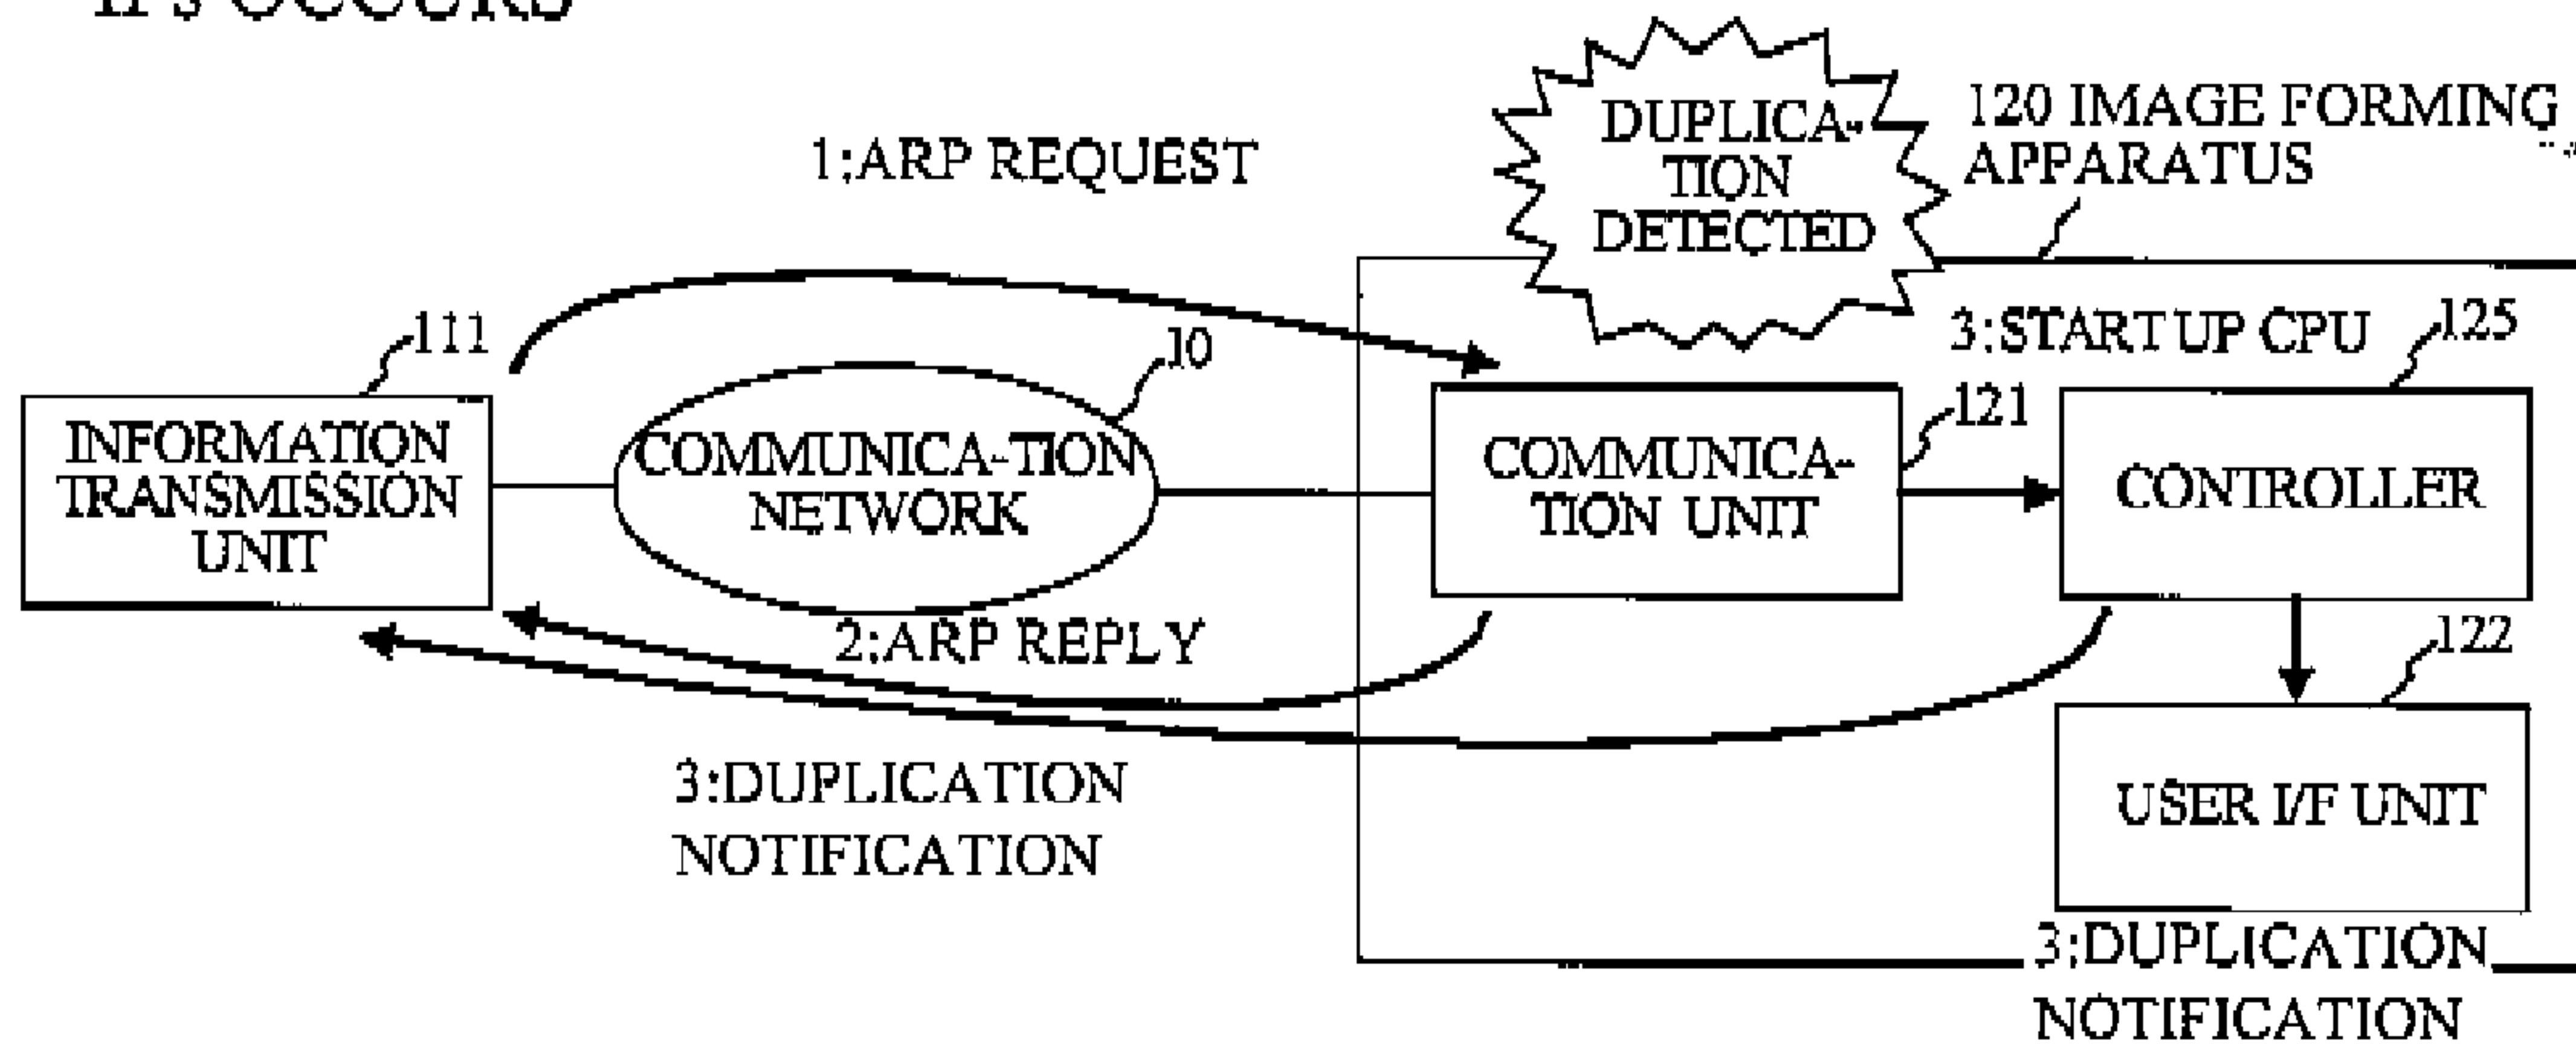 OCCURS
1:ARP REQUEST
DUPLICA-
TION
DETECTED
120 IMAGE FORMING
APPARATUS
111
10
3:START UP CPU
125
121
INFORMATION
TRANSMISSION
UNIT
COMMUNICA-TION
NETWORK
COMMUNICA-
TION UNIT
CONTROLLER
2:ARP REPLY
122
3:DUPLICATION
NOTIFICATION
USER I/F UNIT
3:DUPLICATION
NOTIFICATION